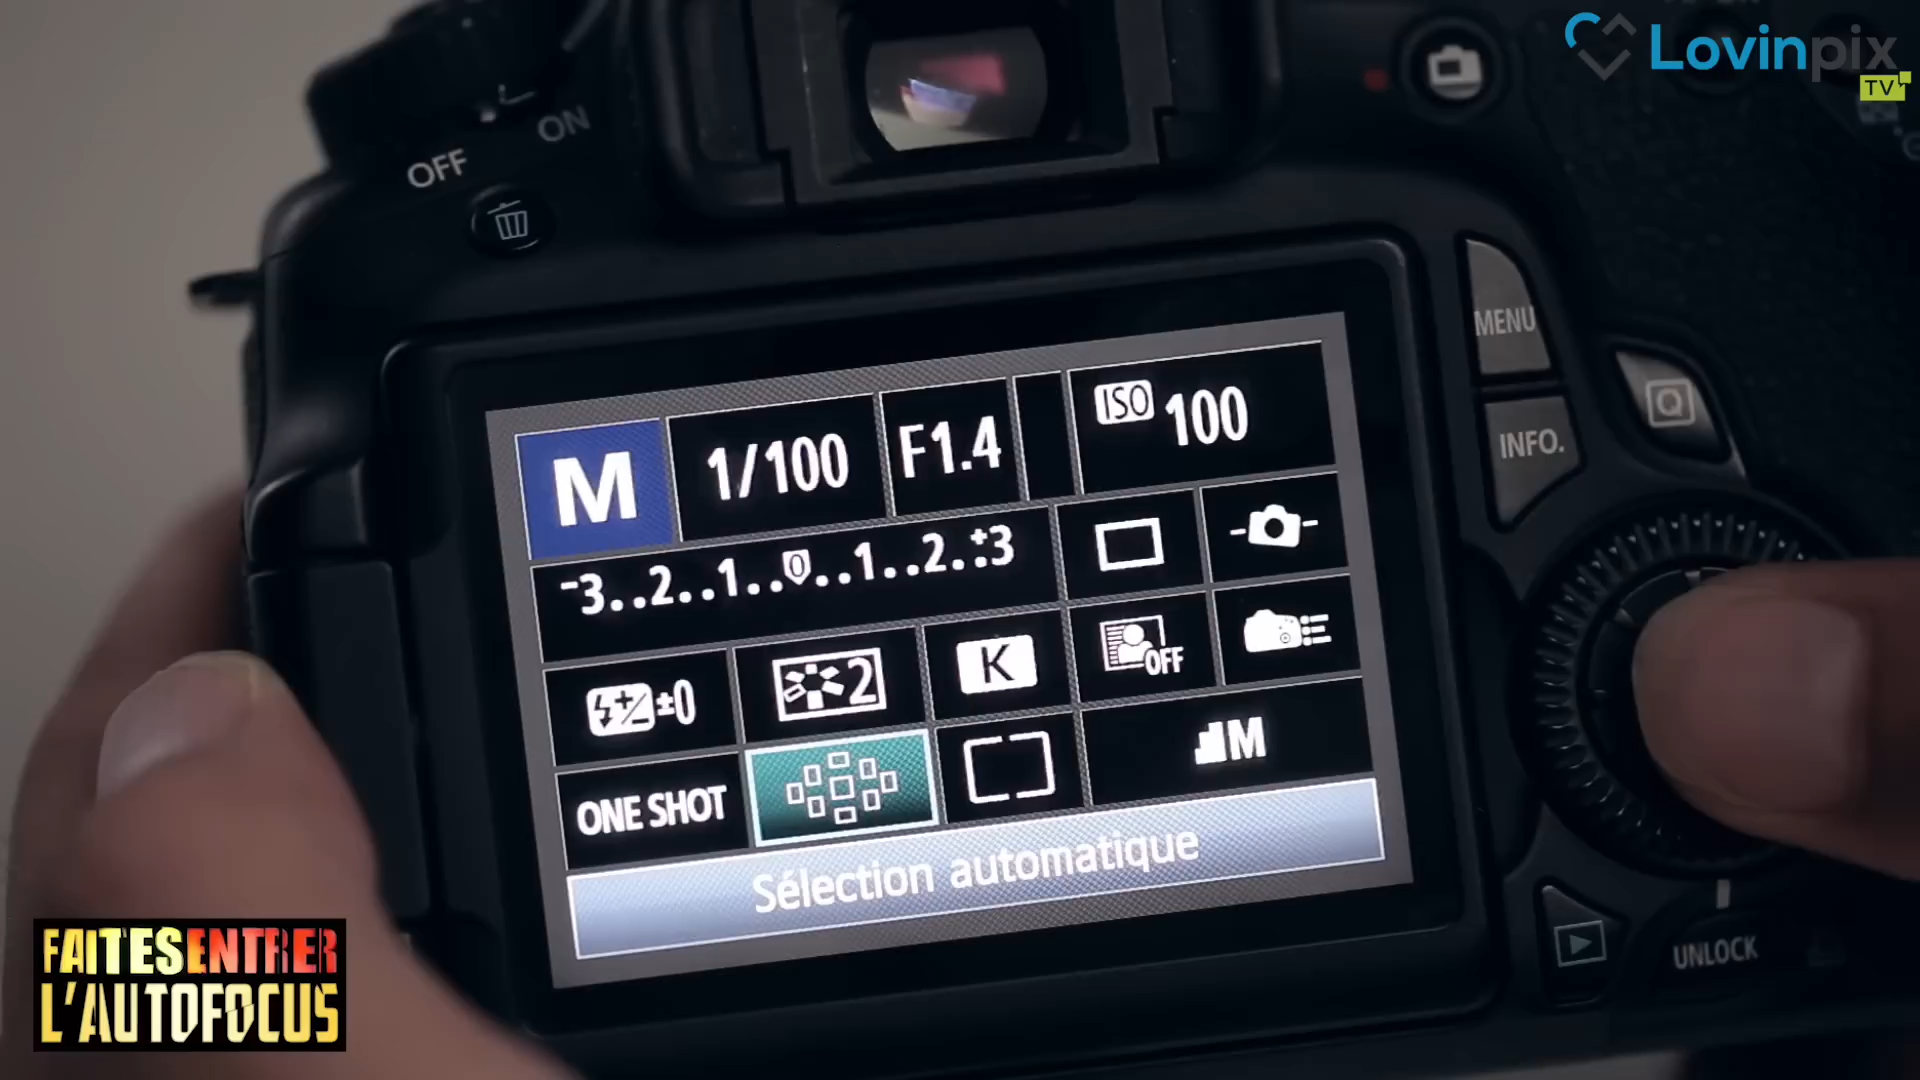 Lovinpix
TV
ON
OFF
MENU
Q
INFO.
M 1/100 F1.4 ISO 100
-3..2..1..0..1..2..+3
±0 2 K OFF
ONE SHOT M
Sélection automatique
UNLOCK
FAITES ENTRER
L'AUTOFOCUS